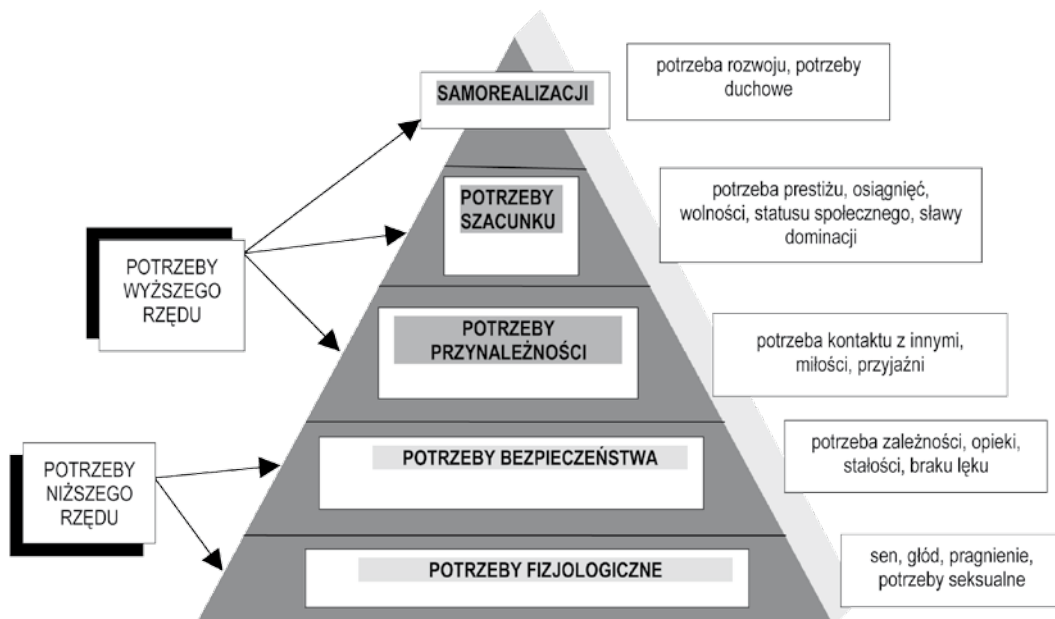 SAMOREALIZACJI
potrzeba rozwoju, potrzeby
duchowe
POTRZEBY
SZACUNKU
potrzeba prestiżu, osiągnięć,
wolności, statusu społecznego, sławy
dominacji
POTRZEBY
WYŻSZEGO
RZĘDU
POTRZEBY
PRZYNALEŻNOŚCI
potrzeba kontaktu z innymi,
miłości, przyjaźni
POTRZEBY
NIŻSZEGO
RZĘDU
POTRZEBY BEZPIECZEŃSTWA
potrzeba zależności, opieki,
stałości, braku lęku
POTRZEBY FIZJOLOGICZNE
sen, głód, pragnienie,
potrzeby seksualne